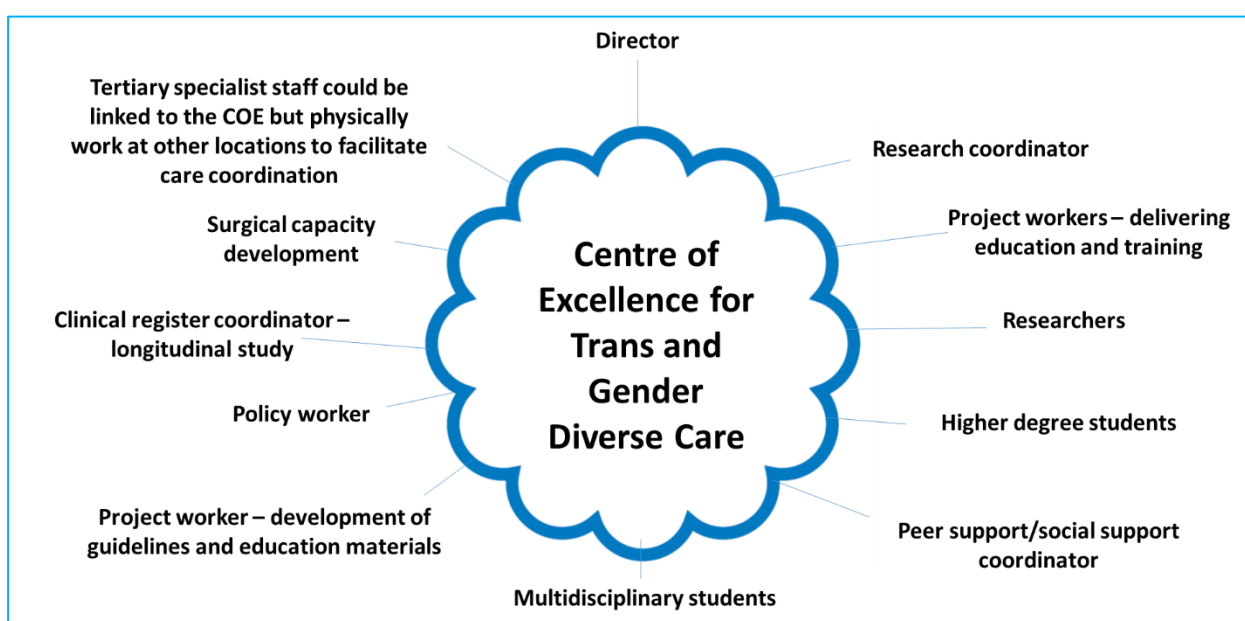 Director
Tertiary specialist staff could be
linked to the COE but physically
work at other locations to facilitate
care coordination
Research coordinator
Surgical capacity
development
Project workers – delivering
education and training
Centre of
Excellence for
Trans and
Gender
Diverse Care
Clinical register coordinator –
longitudinal study
Researchers
Policy worker
Higher degree students
Project worker – development of
guidelines and education materials
Peer support/social support
coordinator
Multidisciplinary students